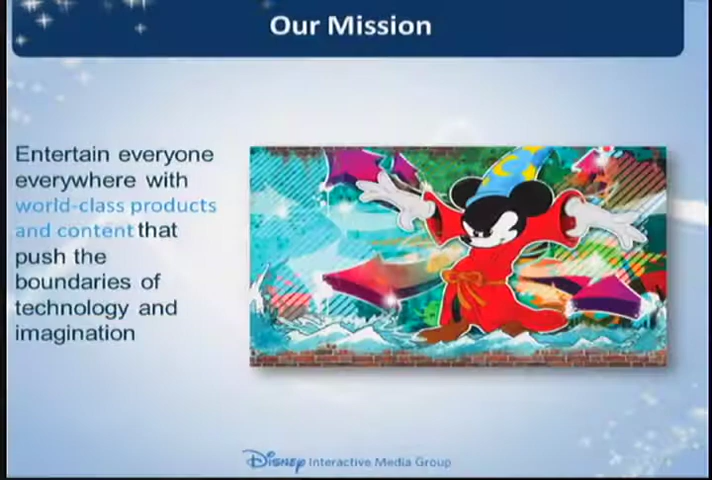 Our Mission
Entertain everyone
everywhere with
world-class products
and content that
push the
boundaries of
technology and
imagination
Disney Interactive Media Group